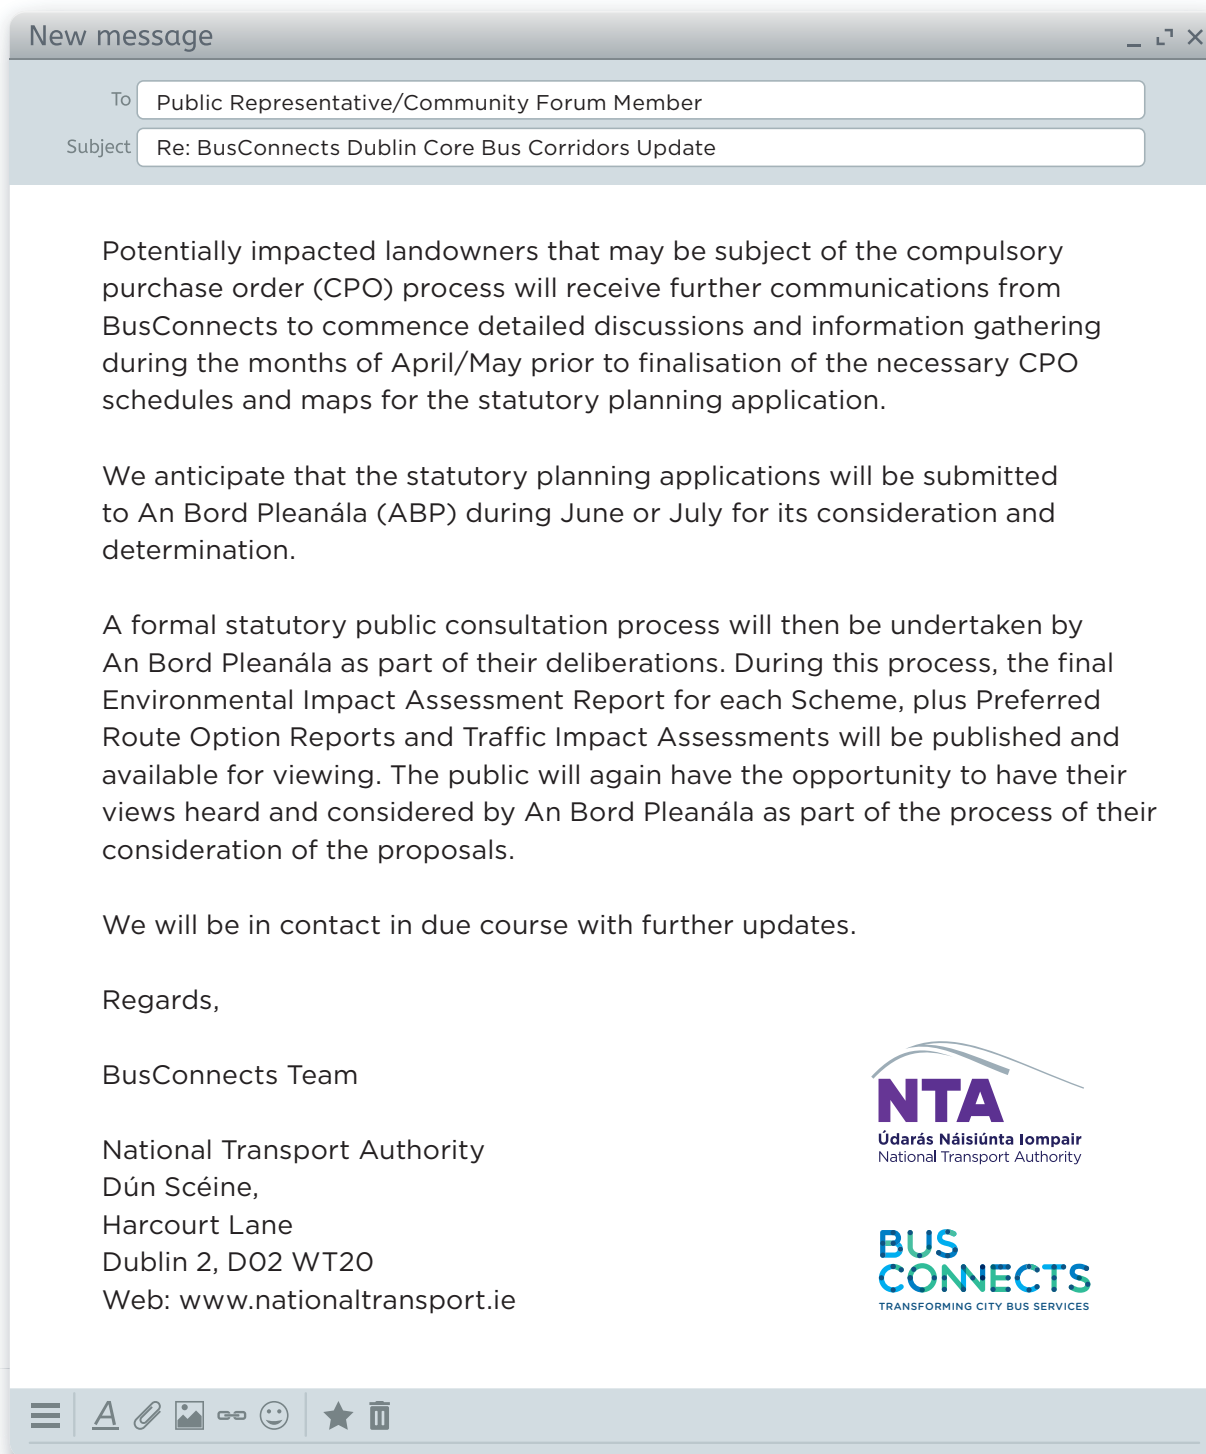 New message
To
Public Representative/Community Forum Member
Subject
Re: BusConnects Dublin Core Bus Corridors Update
Potentially impacted landowners that may be subject of the compulsory
purchase order (CPO) process will receive further communications from
BusConnects to commence detailed discussions and information gathering
during the months of April/May prior to finalisation of the necessary CPO
schedules and maps for the statutory planning application.
We anticipate that the statutory planning applications will be submitted
to An Bord Pleanála (ABP) during June or July for its consideration and
determination.
A formal statutory public consultation process will then be undertaken by
An Bord Pleanála as part of their deliberations. During this process, the final
Environmental Impact Assessment Report for each Scheme, plus Preferred
Route Option Reports and Traffic Impact Assessments will be published and
available for viewing. The public will again have the opportunity to have their
views heard and considered by An Bord Pleanála as part of the process of their
consideration of the proposals.
We will be in contact in due course with further updates.
Regards,
BusConnects Team
National Transport Authority
Dún Scéine,
Harcourt Lane
Dublin 2, D02 WT20
Web: www.nationaltransport.ie
NTA
Údarás Náisiúnta Iompair
National Transport Authority
BUS
CONNECTS
TRANSFORMING CITY BUS SERVICES
A